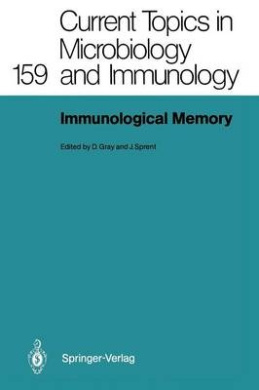 Current Topics in
Microbiology
159 and Immunology
Immunological Memory
Edited by D. Gray and J. Sprent
Springer-Verlag